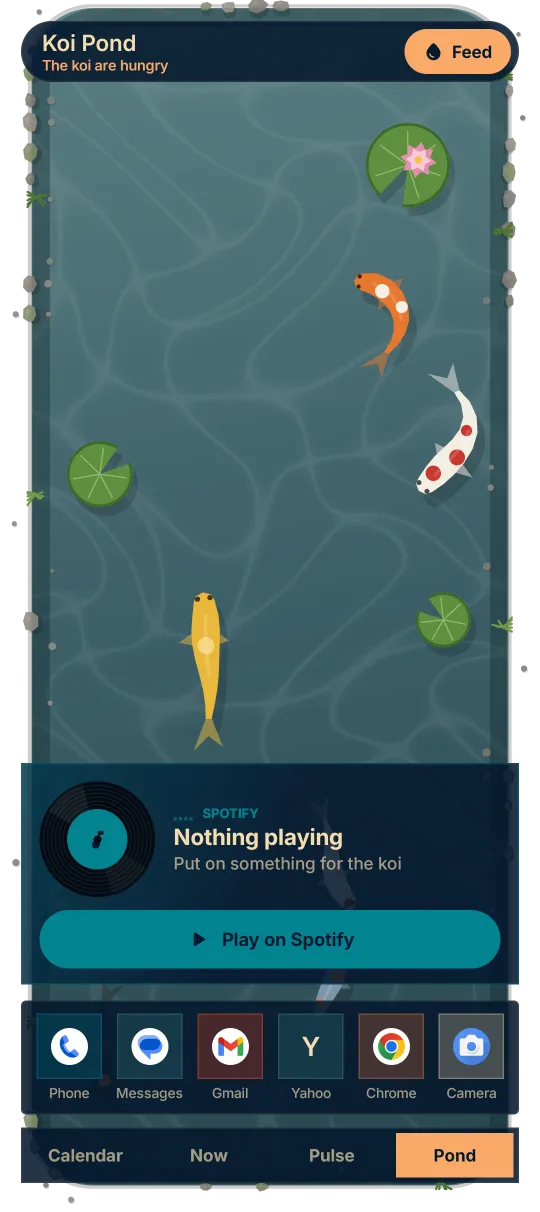 Koi Pond
The koi are hungry
Feed
SPOTIFY
Nothing playing
Put on something for the koi
Play on Spotify
Y
Phone
Messages
Gmail
Yahoo
Chrome
Camera
Calendar
Now
Pulse
Pond